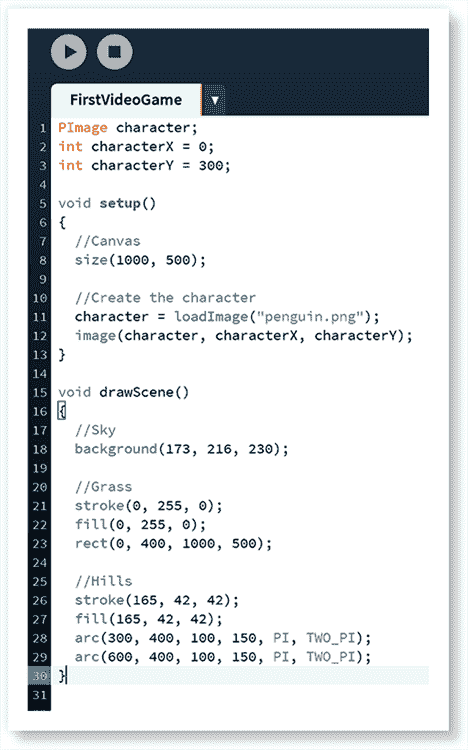 FirstVideoGame
1 PImage character;
2 int characterX = 0;
3 int characterY = 300;
4
5 void setup()
6 {
7   //Canvas
8   size(1000, 500);
9
10   //Create the character
11   character = loadImage("penguin.png");
12   image(character, characterX, characterY);
13 }
14
15 void drawScene()
16 {
17   //Sky
18   background(173, 216, 230);
19
20   //Grass
21   stroke(0, 255, 0);
22   fill(0, 255, 0);
23   rect(0, 400, 1000, 500);
24
25   //Hills
26   stroke(165, 42, 42);
27   fill(165, 42, 42);
28   arc(300, 400, 100, 150, PI, TWO_PI);
29   arc(600, 400, 100, 150, PI, TWO_PI);
30 }
31